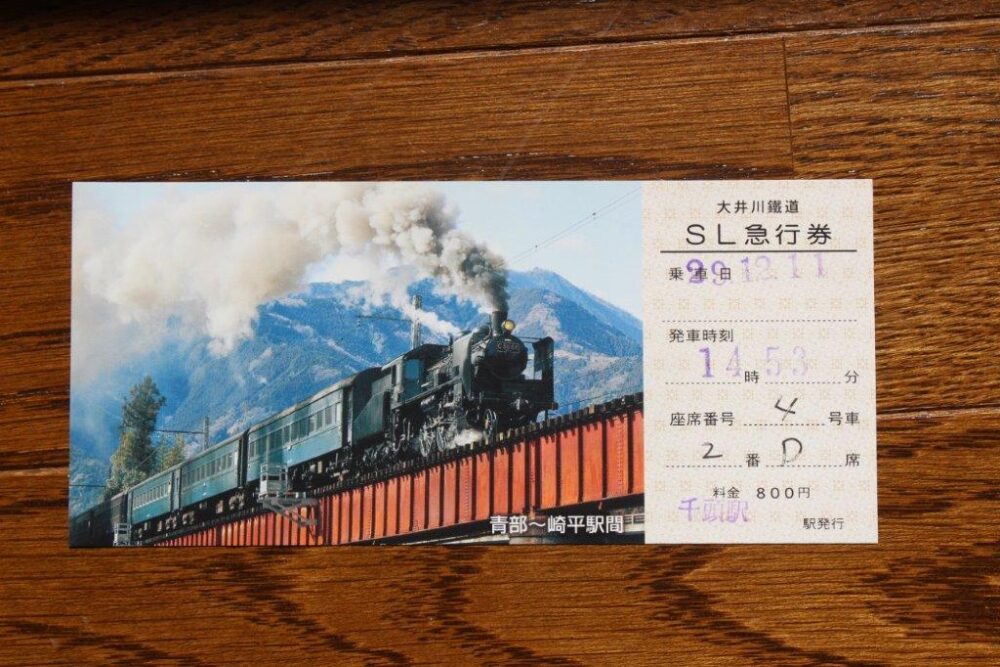 青部～崎平駅間
大井川鐵道
SL急行券
乗車日 29.12.11
発車時刻
14時53分
座席番号 4 号車
2 番 D 席
料金 800円
千頭駅 駅発行